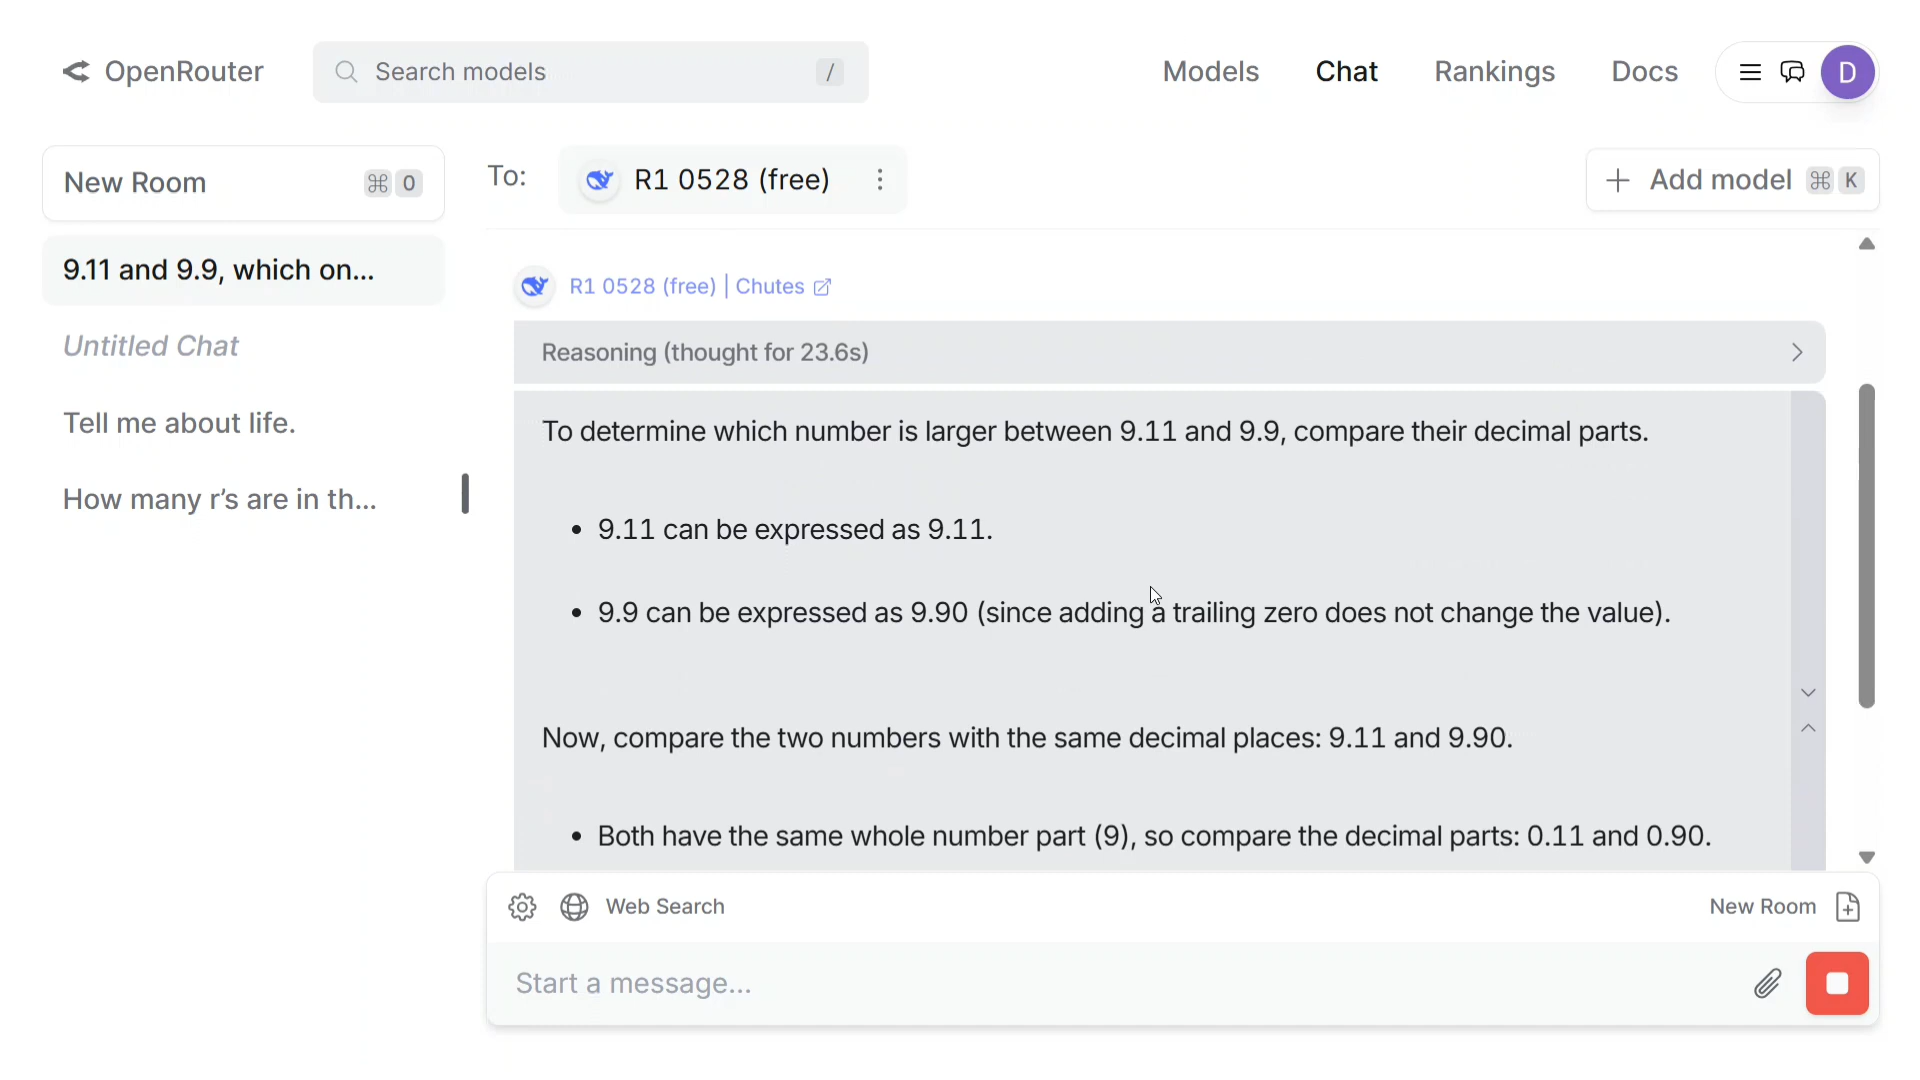 OpenRouter
Search models
/
Models
Chat
Rankings
Docs
D
New Room
⌘ 0
To:
R1 0528 (free)
Add model
⌘ K
9.11 and 9.9, which on...
Untitled Chat
Tell me about life.
How many r's are in th...
R1 0528 (free) | Chutes
Reasoning (thought for 23.6s)
To determine which number is larger between 9.11 and 9.9, compare their decimal parts.
• 9.11 can be expressed as 9.11.
• 9.9 can be expressed as 9.90 (since adding a trailing zero does not change the value).
Now, compare the two numbers with the same decimal places: 9.11 and 9.90.
• Both have the same whole number part (9), so compare the decimal parts: 0.11 and 0.90.
Web Search
New Room
Start a message...